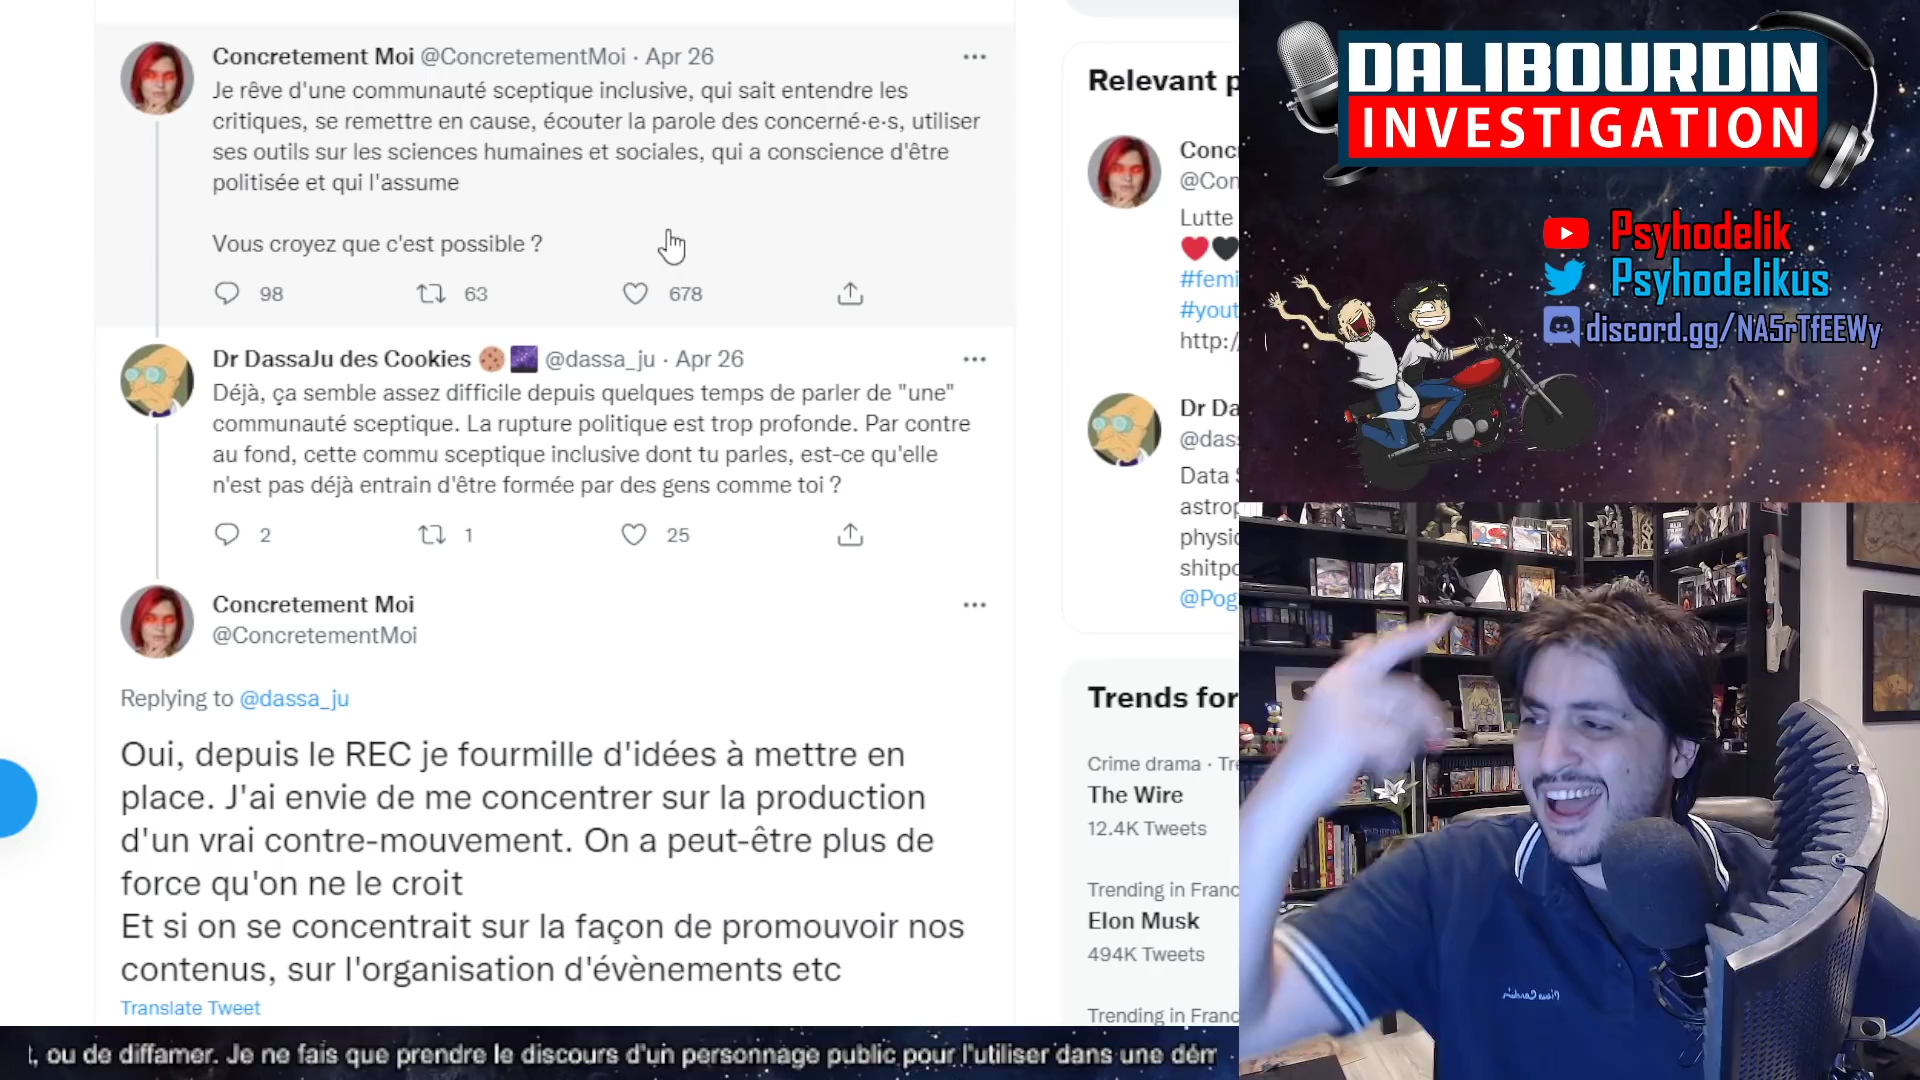 Concretement Moi @ConcretementMoi · Apr 26
Je rêve d'une communauté sceptique inclusive, qui sait entendre les
critiques, se remettre en cause, écouter la parole des concerné·e·s, utiliser
ses outils sur les sciences humaines et sociales, qui a conscience d'être
politisée et qui l'assume
Vous croyez que c'est possible ?
98 63 678
Dr DassaJu des Cookies @dassa_ju · Apr 26
Déjà, ça semble assez difficile depuis quelques temps de parler de "une"
communauté sceptique. La rupture politique est trop profonde. Par contre
au fond, cette commu sceptique inclusive dont tu parles, est-ce qu'elle
n'est pas déjà entrain d'être formée par des gens comme toi ?
2 1 25
Concretement Moi
@ConcretementMoi
Replying to @dassa_ju
Oui, depuis le REC je fourmille d'idées à mettre en
place. J'ai envie de me concentrer sur la production
d'un vrai contre-mouvement. On a peut-être plus de
force qu'on ne le croit
Et si on se concentrait sur la façon de promouvoir nos
contenus, sur l'organisation d'évènements etc
Translate Tweet
Relevant p
Conc
@Con
Lutte
#femi
#yout
http:/
Dr Da
@das
Data S
astrop
physic
shitpo
@Pog
Trends for
Crime drama · Tre
The Wire
12.4K Tweets
Trending in Franc
Elon Musk
494K Tweets
Trending in Franc
DALIBOURDIN
INVESTIGATION
Psyhodelik
Psyhodelikus
discord.gg/NA5rTfEEWy
, ou de diffamer. Je ne fais que prendre le discours d'un personnage public pour l'utiliser dans une dém